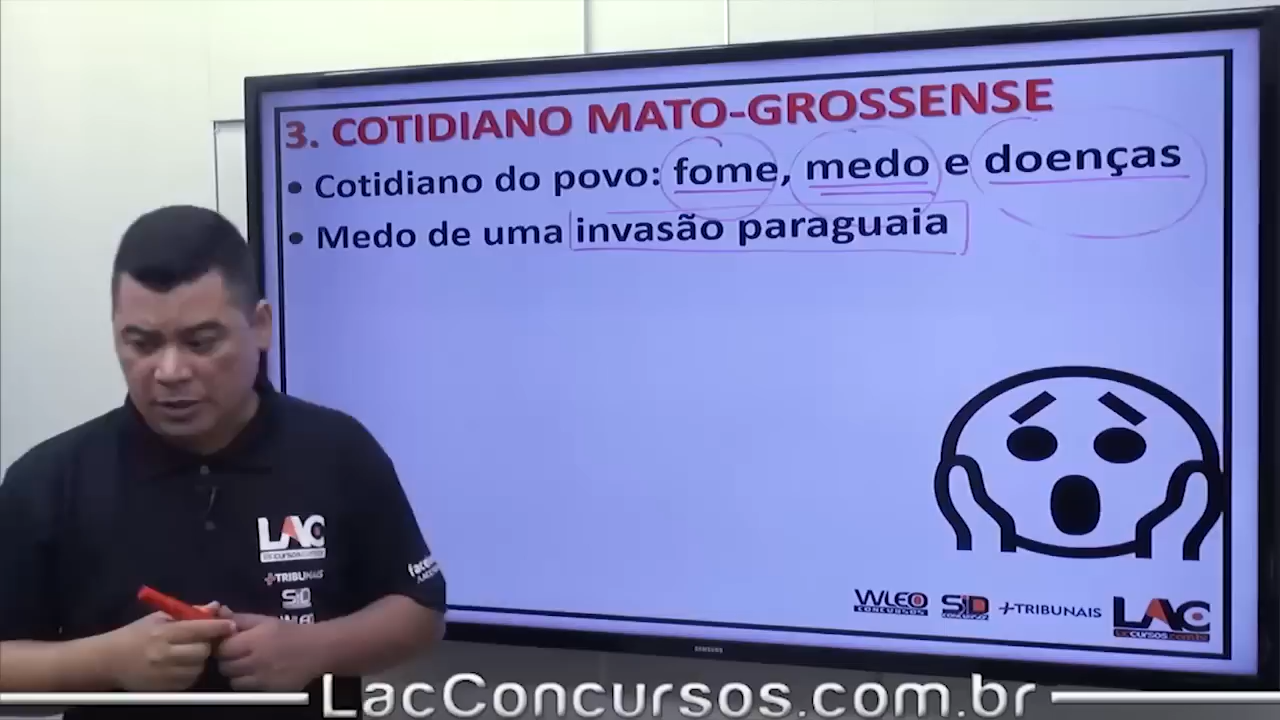 3. COTIDIANO MATO-GROSSENSE
• Cotidiano do povo: fome, medo e doenças
• Medo de uma invasão paraguaia
LAC
+TRIBUNAIS
SiD
WLEO
CONCURSOS
SiD
+TRIBUNAIS
LAC
SAMSUNG
LacConcursos.com.br